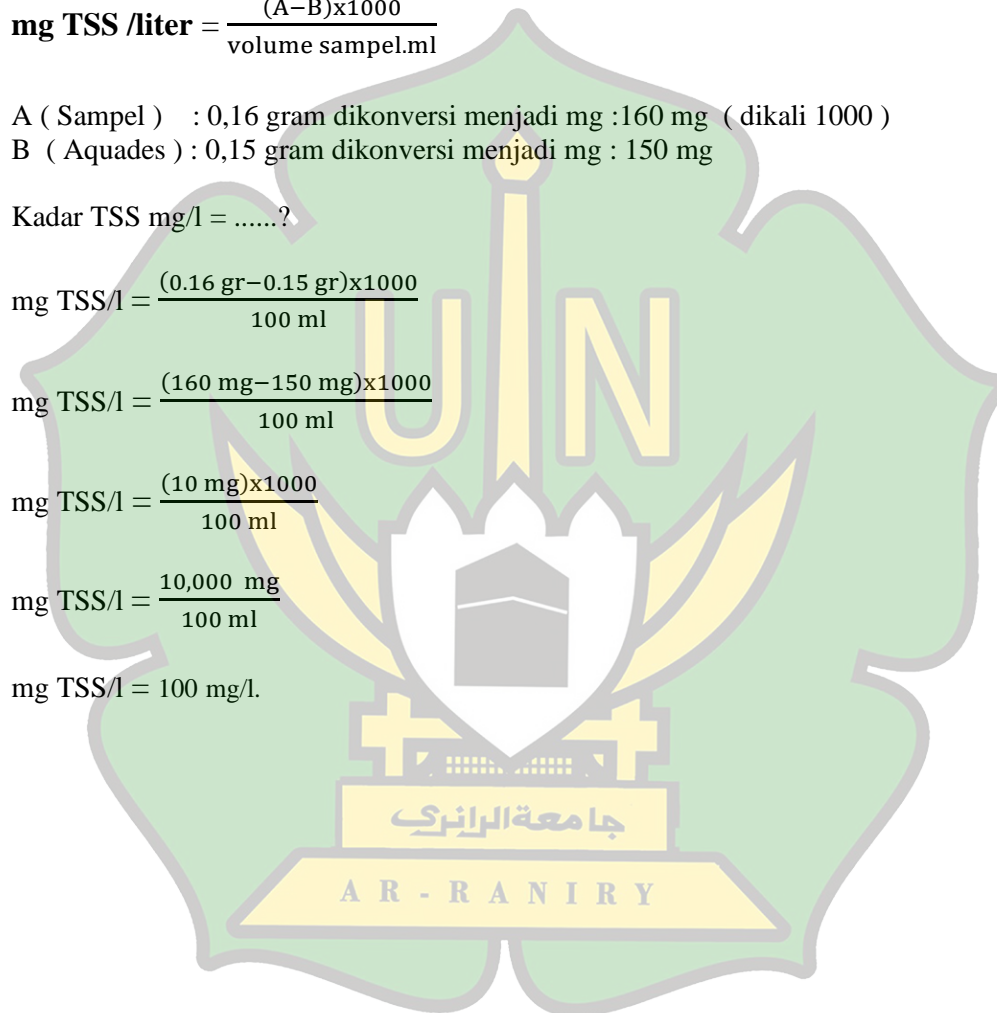 mg TSS /liter = (A−B)x1000 / volume sampel.ml
A ( Sampel ) : 0,16 gram dikonversi menjadi mg :160 mg ( dikali 1000 )
B ( Aquades ) : 0,15 gram dikonversi menjadi mg : 150 mg
Kadar TSS mg/l = ......?
mg TSS/l = (0.16 gr−0.15 gr)x1000 / 100 ml
mg TSS/l = (160 mg−150 mg)x1000 / 100 ml
mg TSS/l = (10 mg)x1000 / 100 ml
mg TSS/l = 10,000 mg / 100 ml
mg TSS/l = 100 mg/l.
UIN
جامعة الرانري
AR-RANIRY